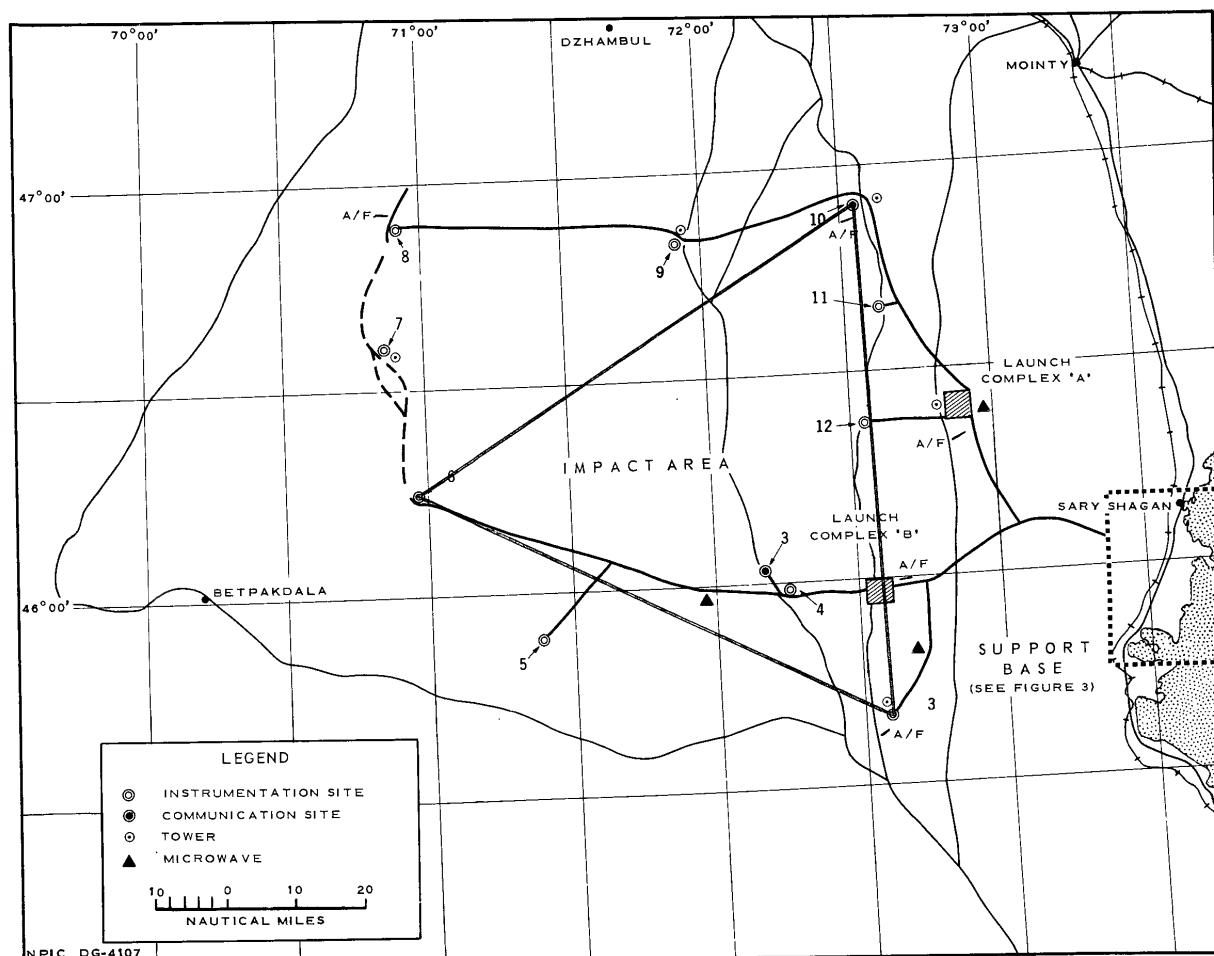 70°00'
71°00'
72°00'
73°00'
DZHAMBUL
MOINTY
47°00'
A/F
8
9
10
A/F
11
7
LAUNCH
COMPLEX 'A'
12
A/F
IMPACT AREA
6
SARY SHAGAN
LAUNCH
COMPLEX 'B'
3
A/F
4
46°00'
BETPAKDALA
5
SUPPORT
BASE
(SEE FIGURE 3)
3
A/F
LEGEND
INSTRUMENTATION SITE
COMMUNICATION SITE
TOWER
MICROWAVE
10 0 10 20
NAUTICAL MILES
NPIC DG-4107